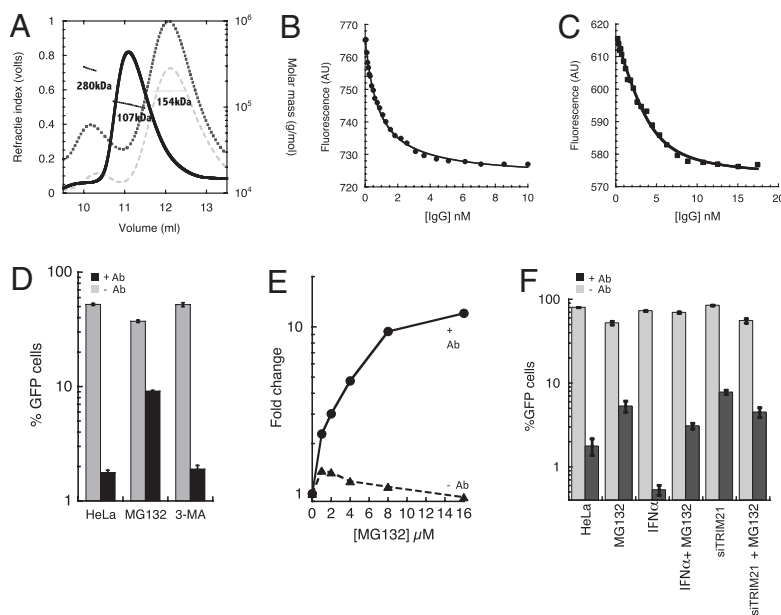 A
Refractie index (volts)
1
0.8
0.6
0.4
0.2
0
10 11 12 13
Volume (ml)
10^6
10^5
10^4
Molar mass (g/mol)
280kDa
107kDa
154kDa
B
Fluorescence (AU)
770
760
750
740
730
720
0 2 4 6 8 10
[IgG] nM
C
Fluorescence (AU)
620
610
600
590
580
570
0 5 10 15 20
[IgG] nM
D
+ Ab
- Ab
% GFP cells
100
10
1
HeLa MG132 3-MA
E
Fold change
10
1
+
Ab
- Ab
0 2 4 6 8 10 12 14 16
[MG132] µM
F
+ Ab
- Ab
%GFP cells
100
10
1
HeLa
MG132
IFNα
IFNα+ MG132
siTRIM21
siTRIM21 + MG132